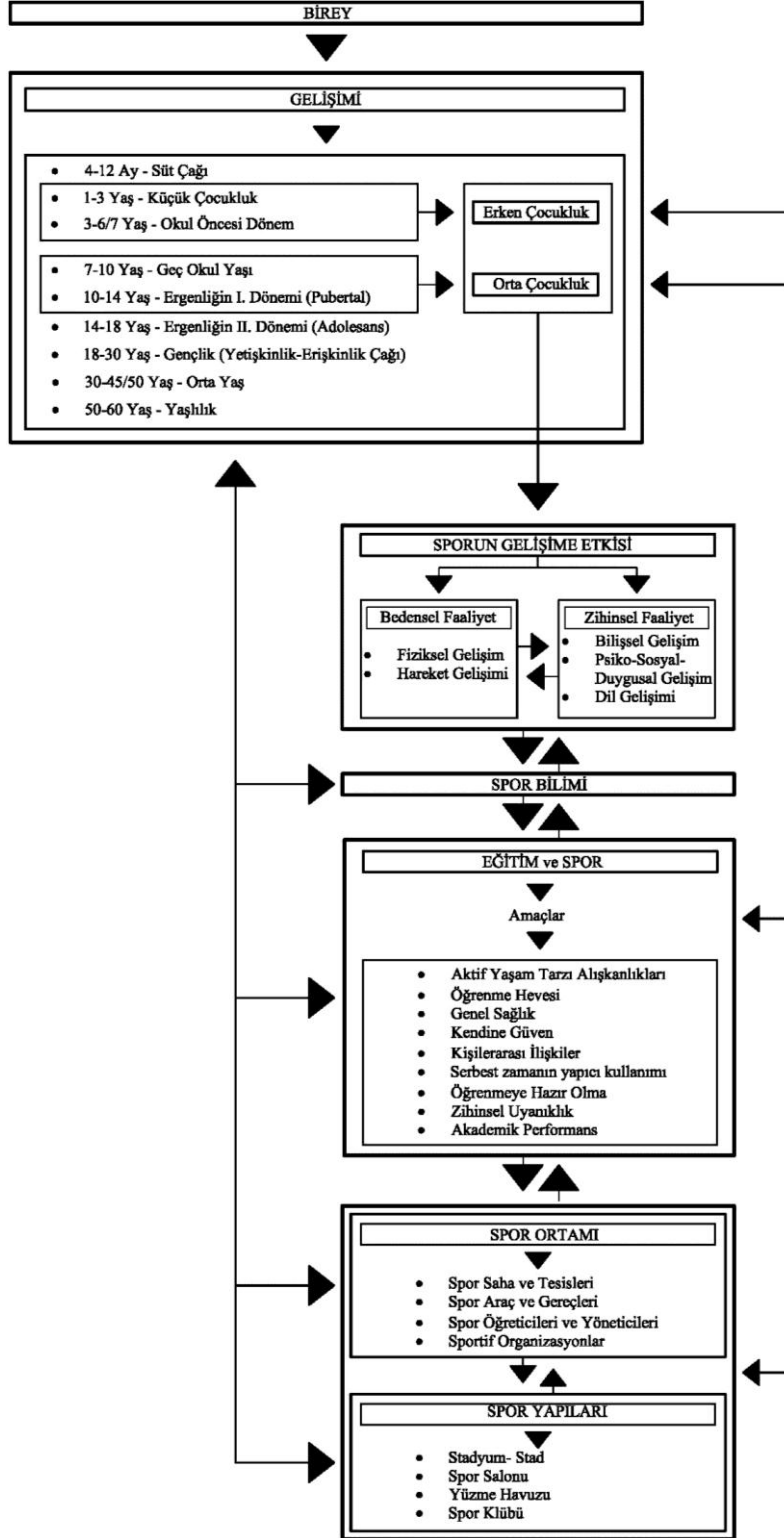 BİREY
GELİŞİMİ
4-12 Ay - Süt Çağı
1-3 Yaş - Küçük Çocukluk
3-6/7 Yaş - Okul Öncesi Dönem
Erken Çocukluk
7-10 Yaş - Geç Okul Yaşı
10-14 Yaş - Ergenliğin I. Dönemi (Pubertal)
Orta Çocukluk
14-18 Yaş - Ergenliğin II. Dönemi (Adolesans)
18-30 Yaş - Gençlik (Yetişkinlik-Erişkinlik Çağı)
30-45/50 Yaş - Orta Yaş
50-60 Yaş - Yaşlılık
SPORUN GELİŞİME ETKİSİ
Bedensel Faaliyet
Fiziksel Gelişim
Hareket Gelişimi
Zihinsel Faaliyet
Bilişsel Gelişim
Psiko-Sosyal-
Duygusal Gelişim
Dil Gelişimi
SPOR BİLİMİ
EĞİTİM ve SPOR
Amaçlar
Aktif Yaşam Tarzı Alışkanlıkları
Öğrenme Hevesi
Genel Sağlık
Kendine Güven
Kişilerarası İlişkiler
Serbest zamanın yapıcı kullanımı
Öğrenmeye Hazır Olma
Zihinsel Uyanıklık
Akademik Performans
SPOR ORTAMI
Spor Saha ve Tesisleri
Spor Araç ve Gereçleri
Spor Öğreticileri ve Yöneticileri
Sportif Organizasyonlar
SPOR YAPILARI
Stadyum- Stad
Spor Salonu
Yüzme Havuzu
Spor Klübü